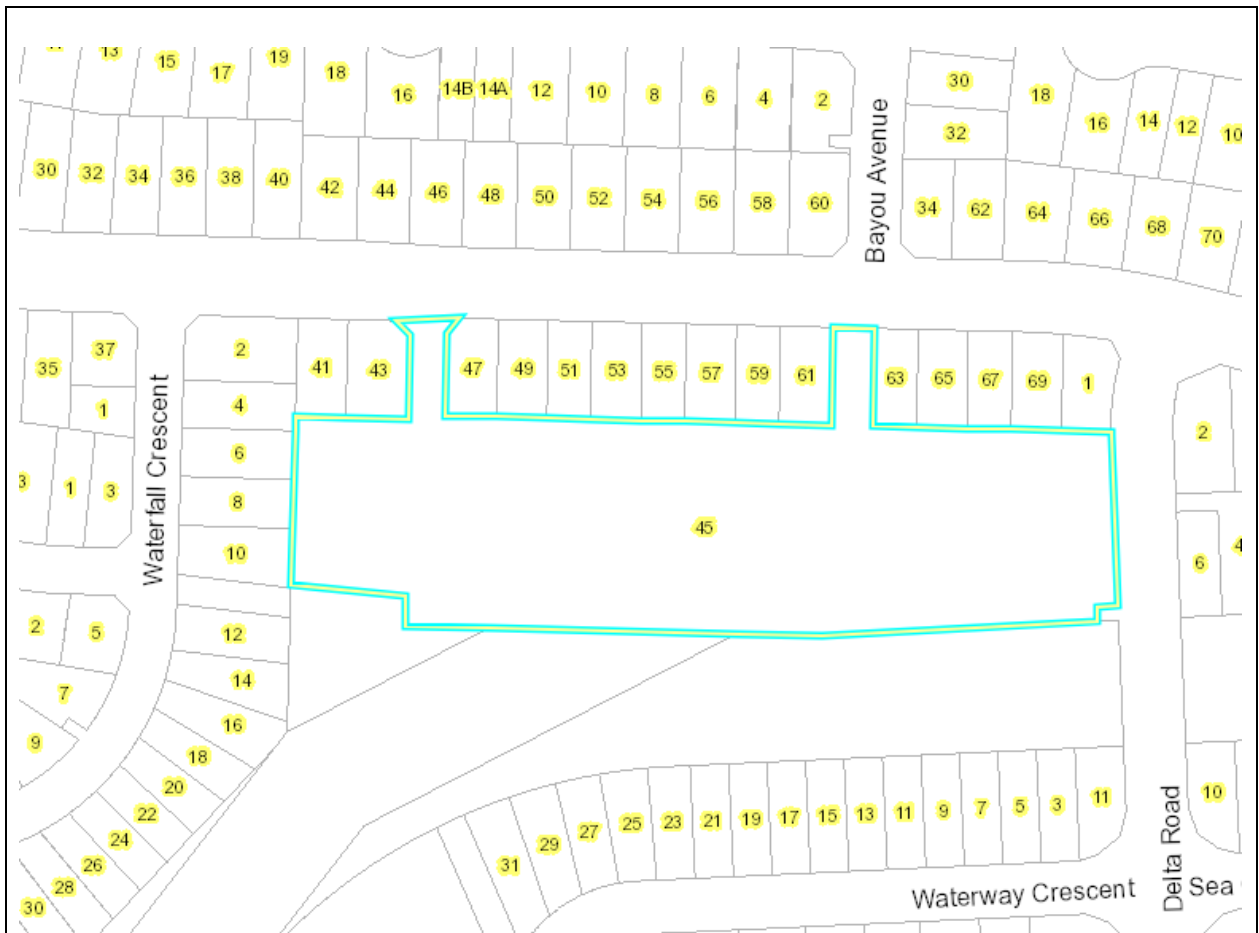 13 15 17 19 18 16 14B 14A 12 10 8 6 4 2 30 18
32 16 14 12 10
30 32 34 36 38 40 42 44 46 48 50 52 54 56 58 60 34 62 64 66 68 70
Bayou Avenue
35 37 2 41 43 47 49 51 53 55 57 59 61 63 65 67 69 1
1 4 2
6
3 1 3 8 45
Waterfall Crescent
10 6 4
2 5 12
7 14
9 16
18
20
22
24
26
28
30
31 29 27 25 23 21 19 17 15 13 11 9 7 5 3 11 10
Delta Road
Waterway Crescent
Sea